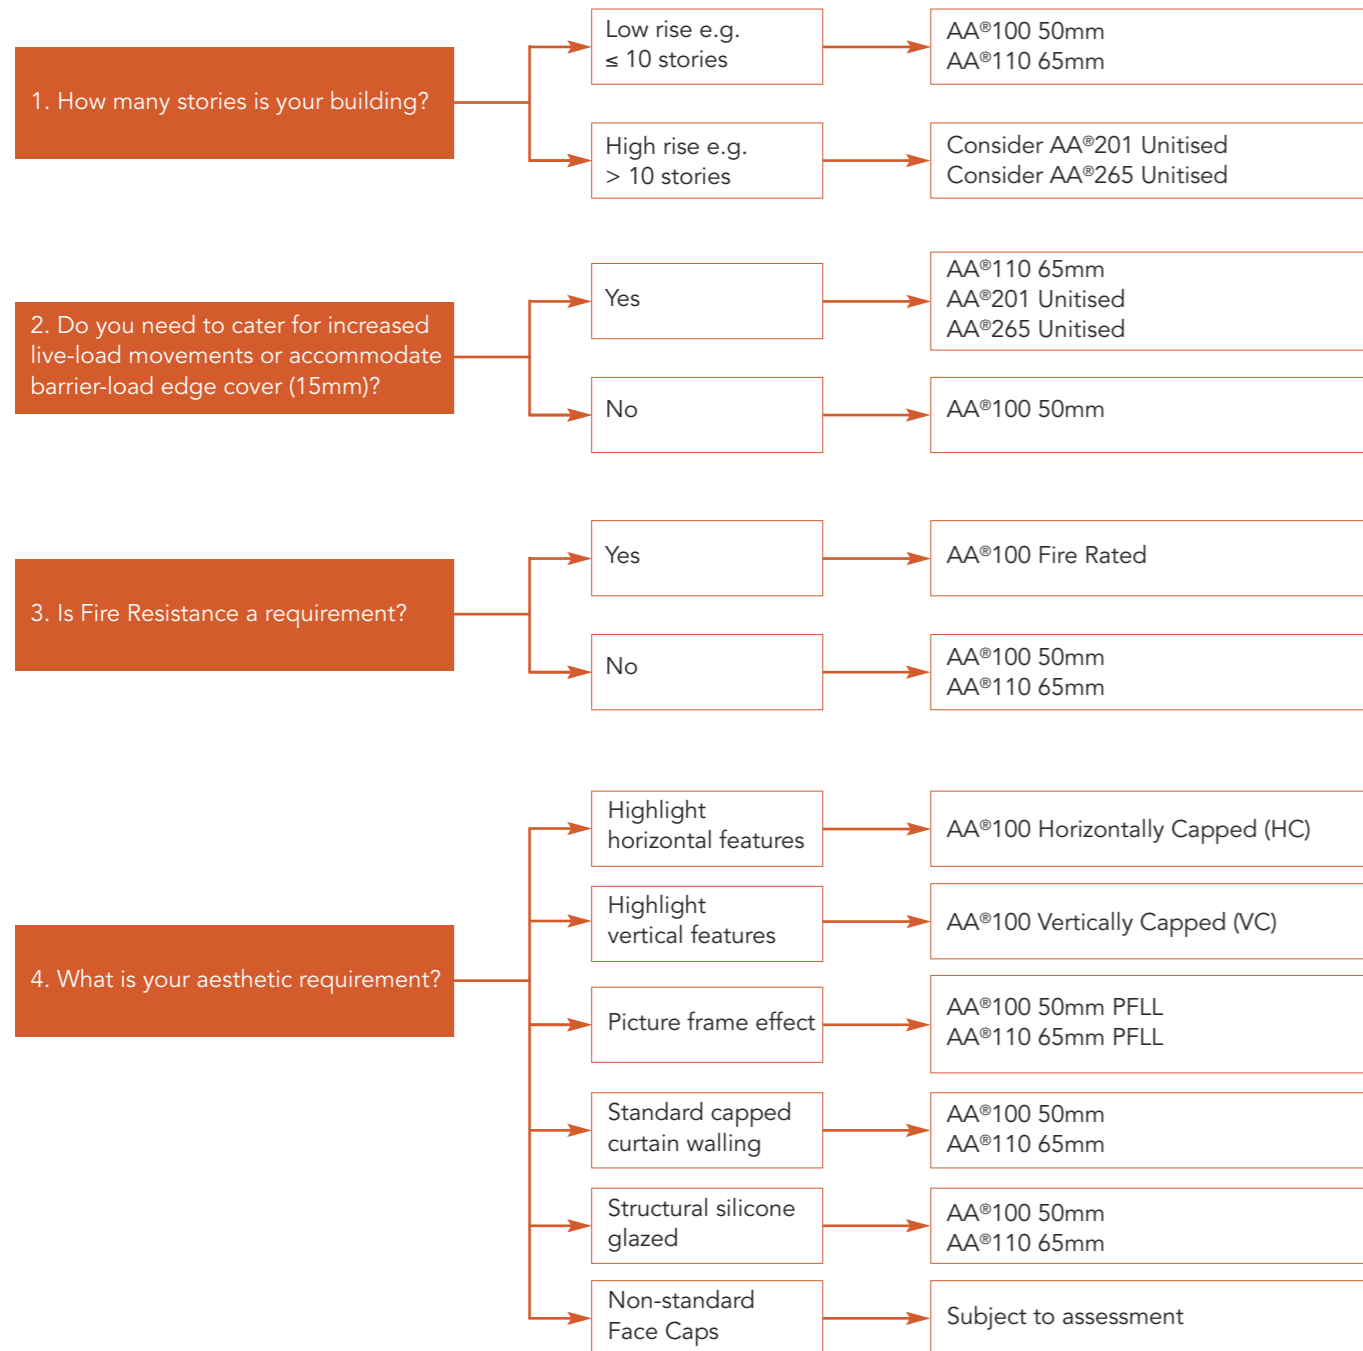 1. How many stories is your building?
Low rise e.g.
≤ 10 stories
AA®100 50mm
AA®110 65mm
High rise e.g.
> 10 stories
Consider AA®201 Unitised
Consider AA®265 Unitised
2. Do you need to cater for increased
live-load movements or accommodate
barrier-load edge cover (15mm)?
Yes
AA®110 65mm
AA®201 Unitised
AA®265 Unitised
No
AA®100 50mm
3. Is Fire Resistance a requirement?
Yes
AA®100 Fire Rated
No
AA®100 50mm
AA®110 65mm
4. What is your aesthetic requirement?
Highlight
horizontal features
AA®100 Horizontally Capped (HC)
Highlight
vertical features
AA®100 Vertically Capped (VC)
Picture frame effect
AA®100 50mm PFLL
AA®110 65mm PFLL
Standard capped
curtain walling
AA®100 50mm
AA®110 65mm
Structural silicone
glazed
AA®100 50mm
AA®110 65mm
Non-standard
Face Caps
Subject to assessment